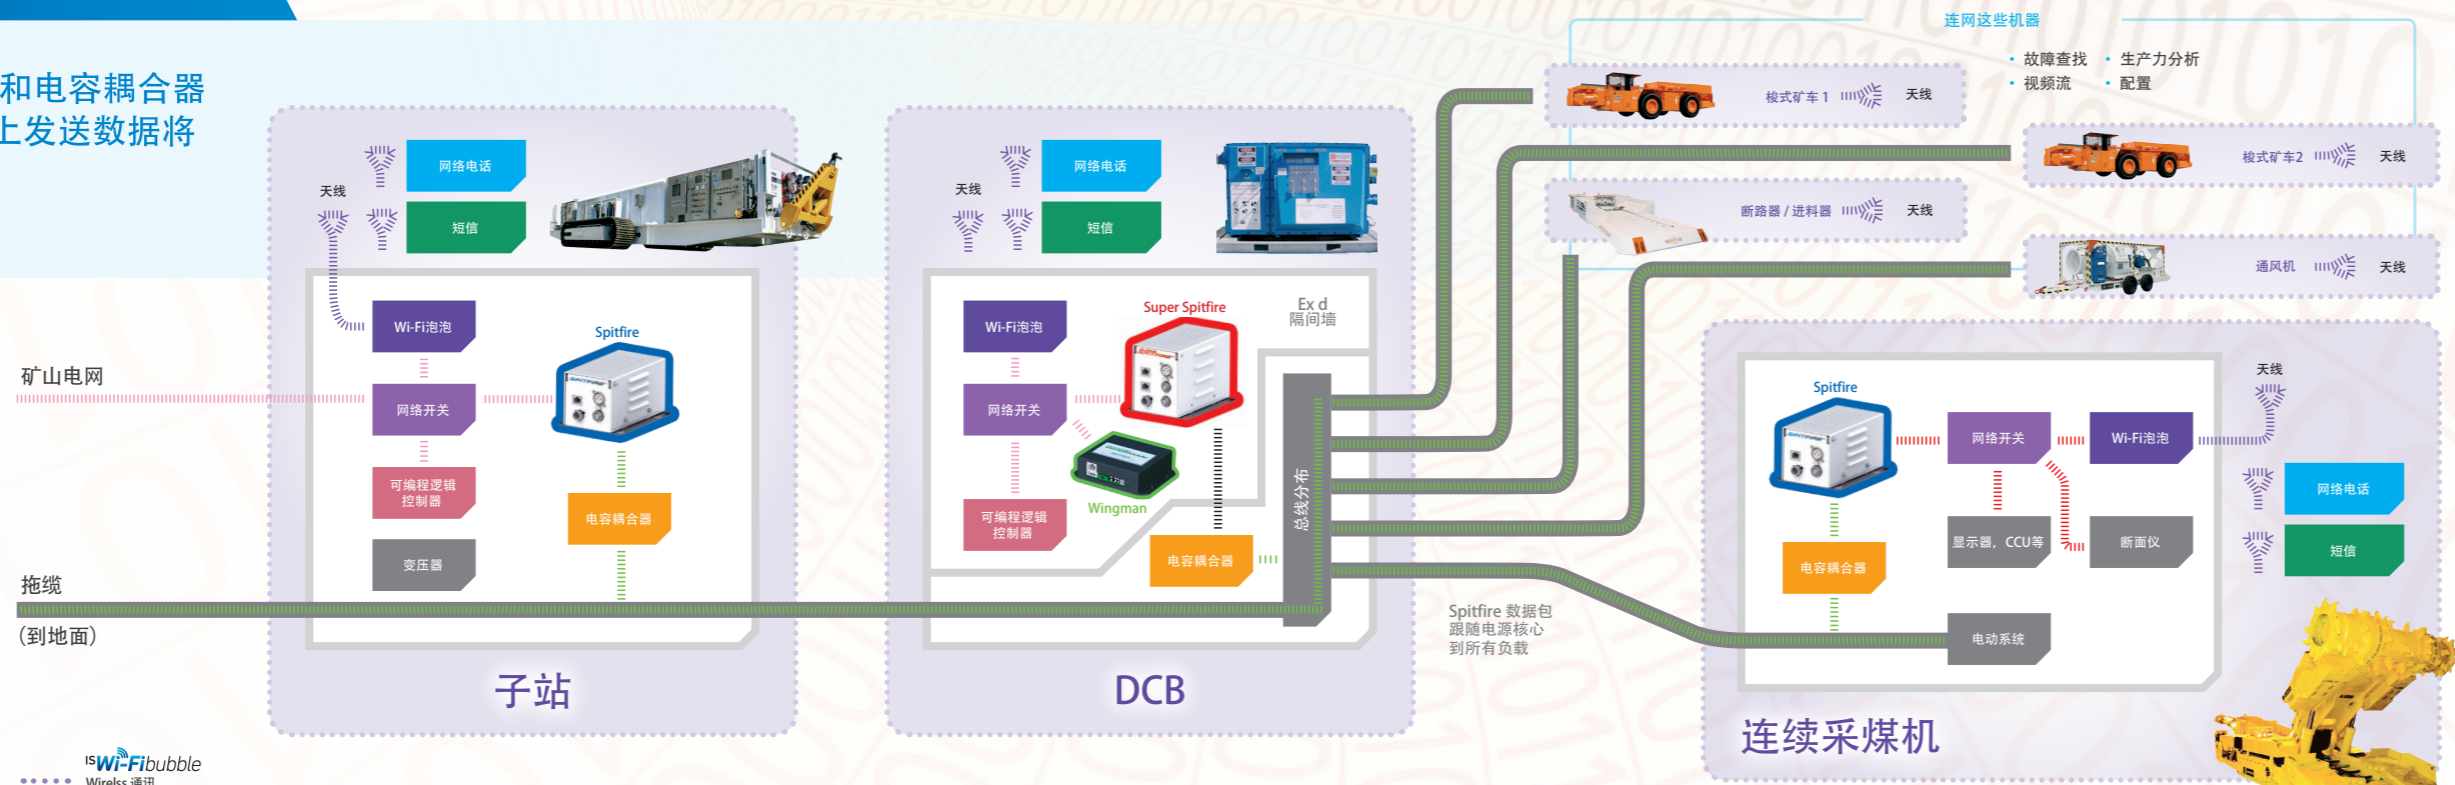 和电容耦合器
上发送数据将
矿山电网
拖缆
(到地面)
网络电话
短信
天线
Wi-Fi泡泡
网络开关
可编程逻辑
控制器
变压器
Spitfire
SPITFIRE
电容耦合器
子站
网络电话
短信
天线
Wi-Fi泡泡
网络开关
可编程逻辑
控制器
Super Spitfire
SPITFIRE
Wingman
电容耦合器
Ex d
隔间墙
总线分布
DCB
连网这些机器
• 故障查找 • 生产力分析
• 视频流 • 配置
梭式矿车 1
天线
梭式矿车2
天线
断路器 / 进料器
天线
通风机
天线
Spitfire 数据包
跟随电源核心
到所有负载
Spitfire
SPITFIRE
电容耦合器
网络开关
Wi-Fi泡泡
显示器，CCU等
断面仪
电动系统
天线
网络电话
短信
连续采煤机
IS Wi-Fi bubble
Wirelss 通讯